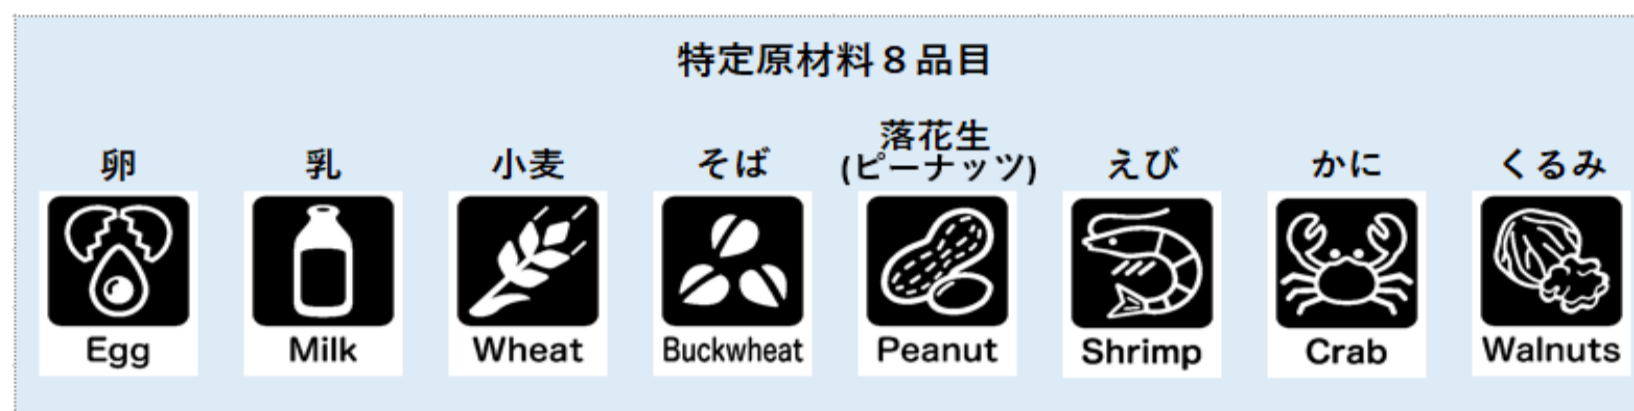 特定原材料８品目
卵
乳
小麦
そば
落花生
(ピーナッツ)
えび
かに
くるみ
Egg
Milk
Wheat
Buckwheat
Peanut
Shrimp
Crab
Walnuts